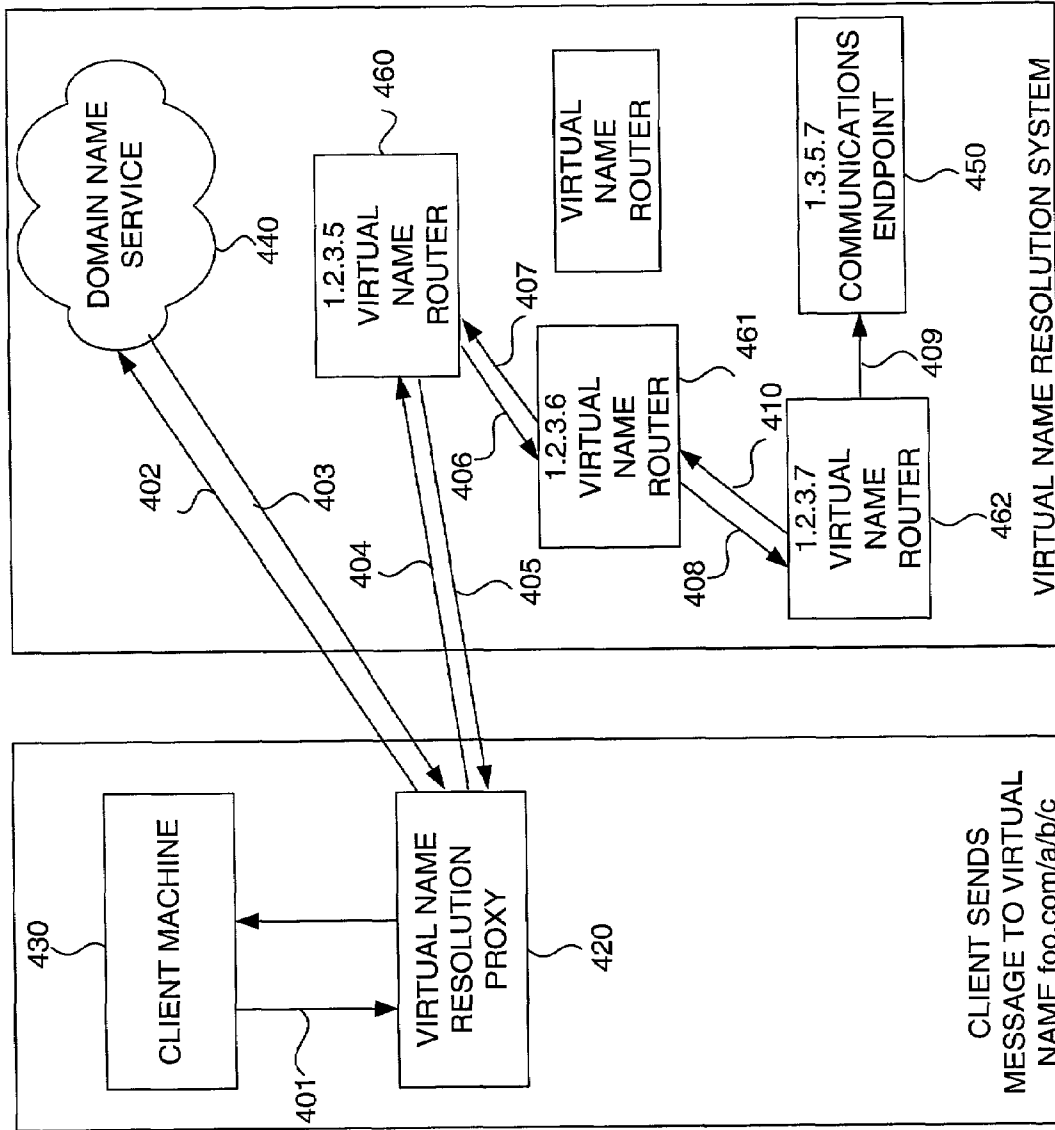 430
CLIENT MACHINE
401
VIRTUAL NAME
RESOLUTION
PROXY
420
CLIENT SENDS
MESSAGE TO VIRTUAL
NAME foo.com/a/b/c
402
403
404
405
DOMAIN NAME
SERVICE
440
1.2.3.5
VIRTUAL
NAME
ROUTER
460
406
407
VIRTUAL
NAME
ROUTER
1.2.3.6
VIRTUAL
NAME
ROUTER
461
408
410
1.2.3.7
VIRTUAL
NAME
ROUTER
462
409
1.3.5.7
COMMUNICATIONS
ENDPOINT
450
VIRTUAL NAME RESOLUTION SYSTEM